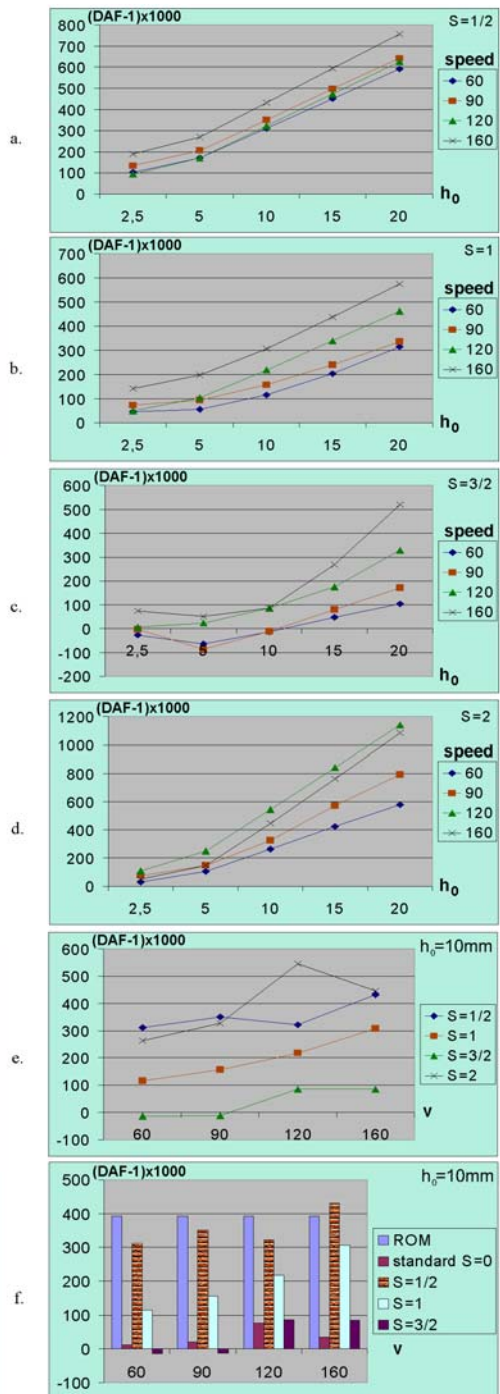 a.
(DAF-1)x1000
S=1/2
800
700
600
500
400
300
200
100
0
2,5 5 10 15 20
h0
speed
60
90
120
160
b.
(DAF-1)x1000
S=1
700
600
500
400
300
200
100
0
2,5 5 10 15 20
h0
speed
60
90
120
160
c.
(DAF-1)x1000
S=3/2
600
500
400
300
200
100
0
-100
-200
2,5 5 10 15 20
h0
speed
60
90
120
160
d.
(DAF-1)x1000
S=2
1200
1000
800
600
400
200
0
2,5 5 10 15 20
h0
speed
60
90
120
160
e.
(DAF-1)x1000
h0=10mm
600
500
400
300
200
100
0
-100
60 90 120 160
v
S=1/2
S=1
S=3/2
S=2
f.
(DAF-1)x1000
h0=10mm
500
400
300
200
100
0
-100
60 90 120 160
v
ROM
standard S=0
S=1/2
S=1
S=3/2